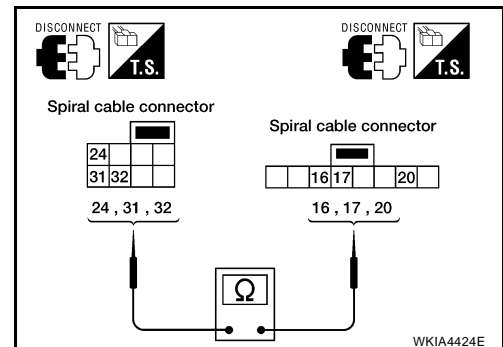 DISCONNECT
T.S.
DISCONNECT
T.S.
Spiral cable connector
24
31 32
24 , 31 , 32
Spiral cable connector
16 17 20
16 , 17 , 20
Ω
WKIA4424E